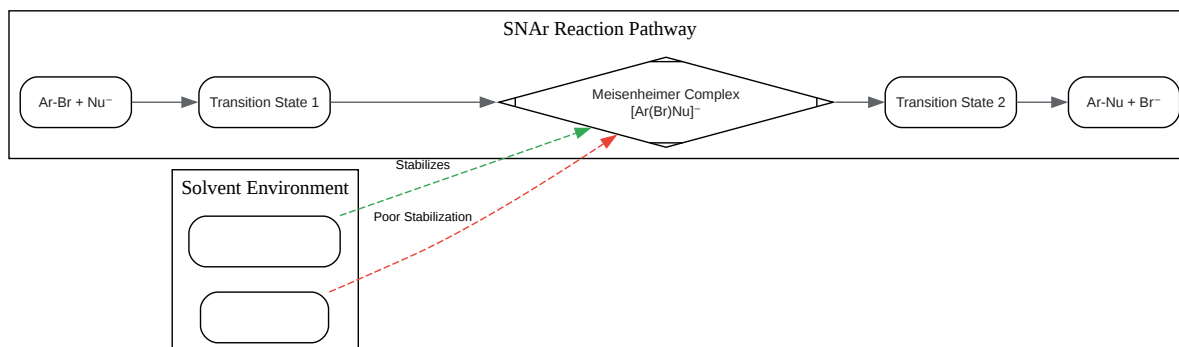 SNAr Reaction Pathway
Ar-Br + Nu⁻
Transition State 1
Meisenheimer Complex
[Ar(Br)Nu]⁻
Transition State 2
Ar-Nu + Br⁻
Stabilizes
Solvent Environment
Poor Stabilization